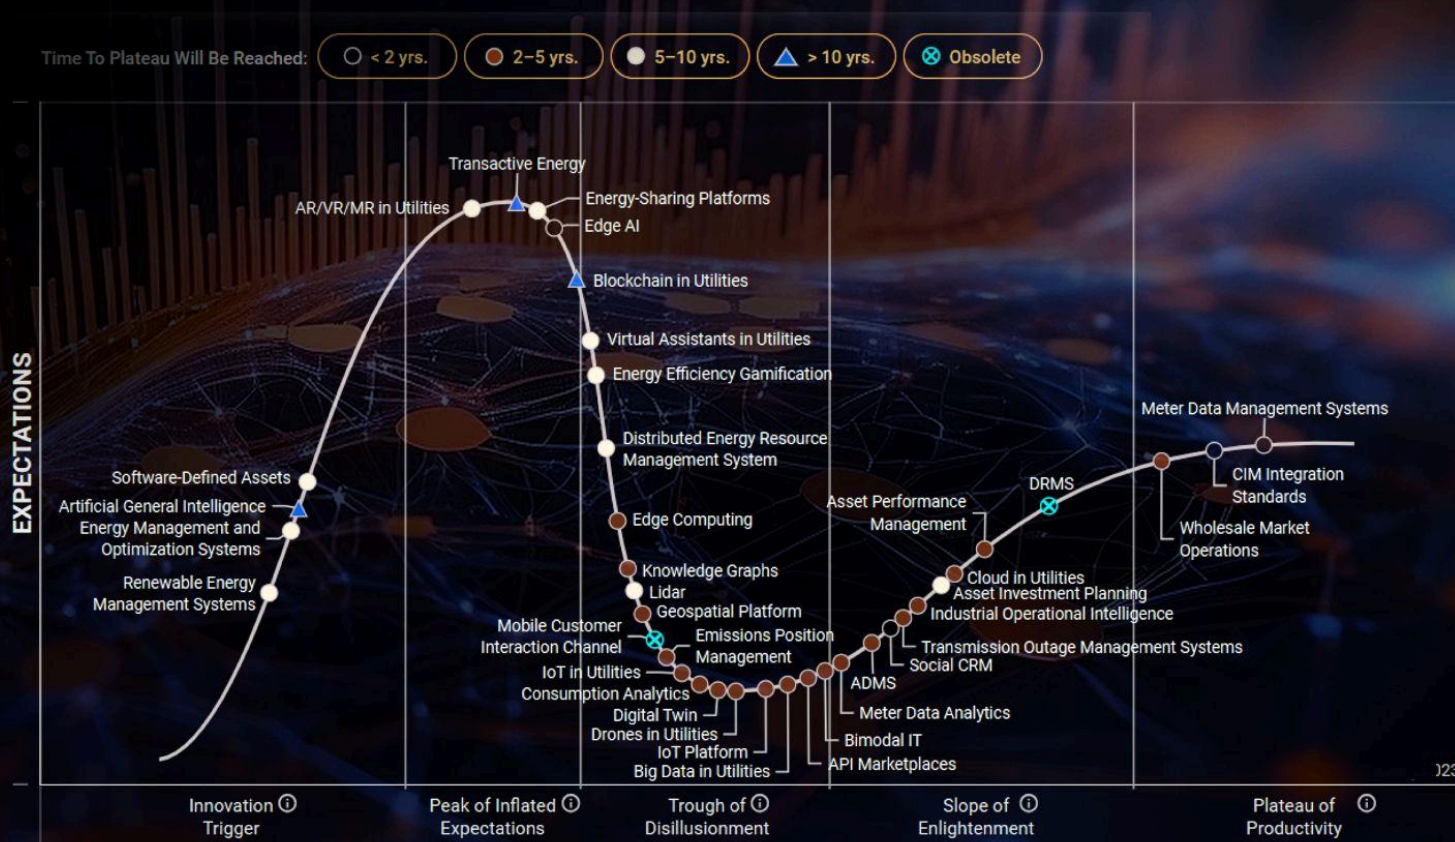 Time To Plateau Will Be Reached:
< 2 yrs.
2–5 yrs.
5–10 yrs.
> 10 yrs.
Obsolete
EXPECTATIONS
Transactive Energy
AR/VR/MR in Utilities
Energy-Sharing Platforms
Edge AI
Blockchain in Utilities
Virtual Assistants in Utilities
Energy Efficiency Gamification
Distributed Energy Resource
Management System
Software-Defined Assets
Artificial General Intelligence
Energy Management and
Optimization Systems
Renewable Energy
Management Systems
Edge Computing
Knowledge Graphs
Lidar
Geospatial Platform
Mobile Customer
Interaction Channel
Emissions Position
Management
IoT in Utilities
Consumption Analytics
Digital Twin
Drones in Utilities
IoT Platform
Big Data in Utilities
API Marketplaces
Bimodal IT
Meter Data Analytics
ADMS
Social CRM
Transmission Outage Management Systems
Industrial Operational Intelligence
Asset Investment Planning
Cloud in Utilities
Asset Performance
Management
DRMS
Meter Data Management Systems
CIM Integration
Standards
Wholesale Market
Operations
Innovation
Trigger
Peak of Inflated
Expectations
Trough of
Disillusionment
Slope of
Enlightenment
Plateau of
Productivity